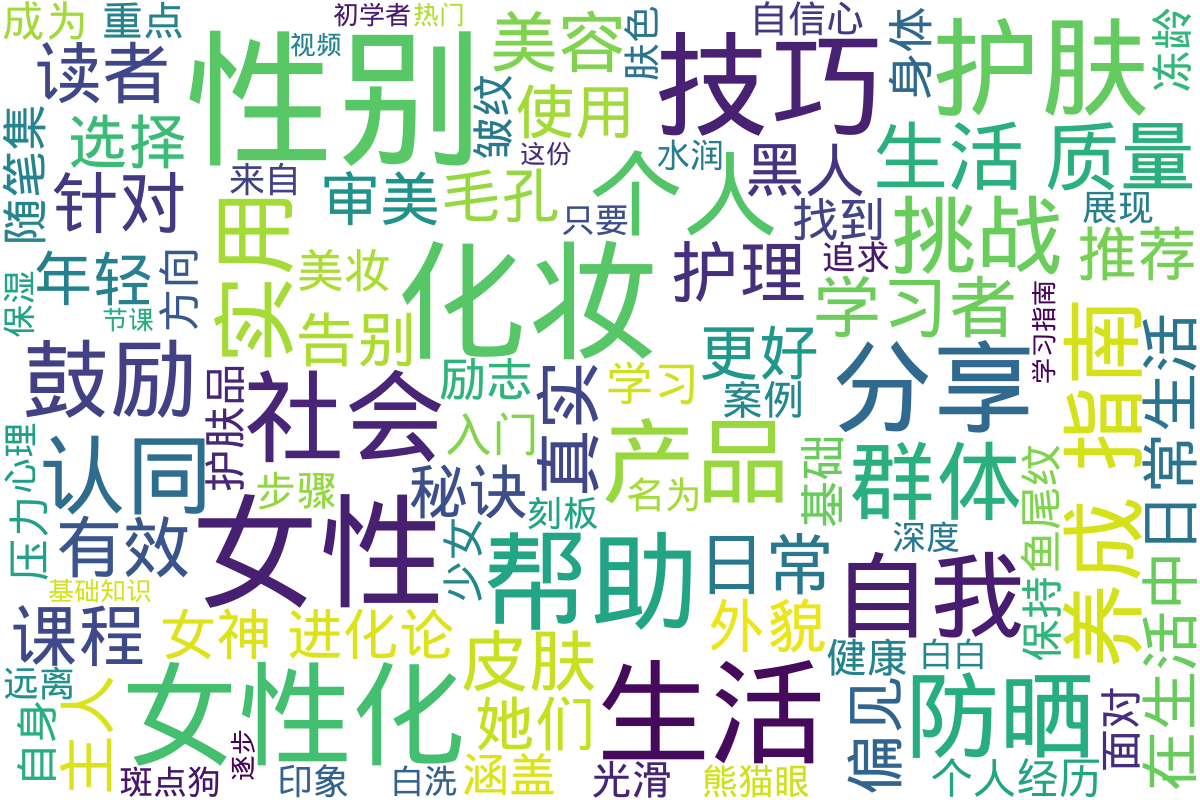 成为
重点
初学者
热门
视频
美容
肤色
自信心
身体
护肤
东龄
读者
性别
技巧
选择
随笔集
皱纹
使用
这份
水润
黑人
生活
质量
针对
来自
审美
毛孔
只要
个人
找到
展现
挑战
推荐
追求
年轻
方向
保湿
节课
实用
美妆
告别
化妆
护理
学习者
学习指南
指南
日常生活
鼓励
护肤品
社会
励志
真实
学习
更好
案例
分享
认同
心理
压力
入门
产品
基础
群体
鱼尾纹
养成
步骤
秘诀
刻板
名为
有效
女性
少女
帮助
日常
深度
自我
保持
在生活中
基础知识
课程
女神
进化论
外貌
皮肤
健康
白白
远离
自身
主人
女性化
她们
生活
偏见
防晒
面对
斑点狗
逐步
印象
白洗
涵盖
光滑
熊猫眼
个人经历